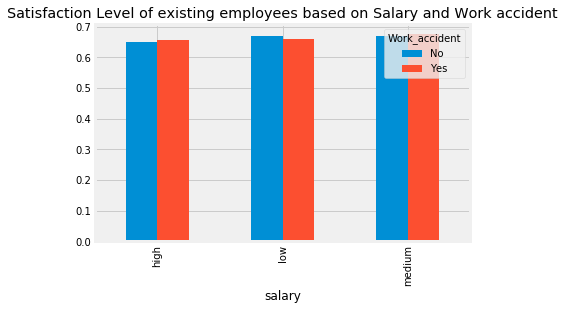 Satisfaction Level of existing employees based on Salary and Work accident
0.7
0.6
0.5
0.4
0.3
0.2
0.1
0.0
Work_accident
No
Yes
high
low
medium
salary